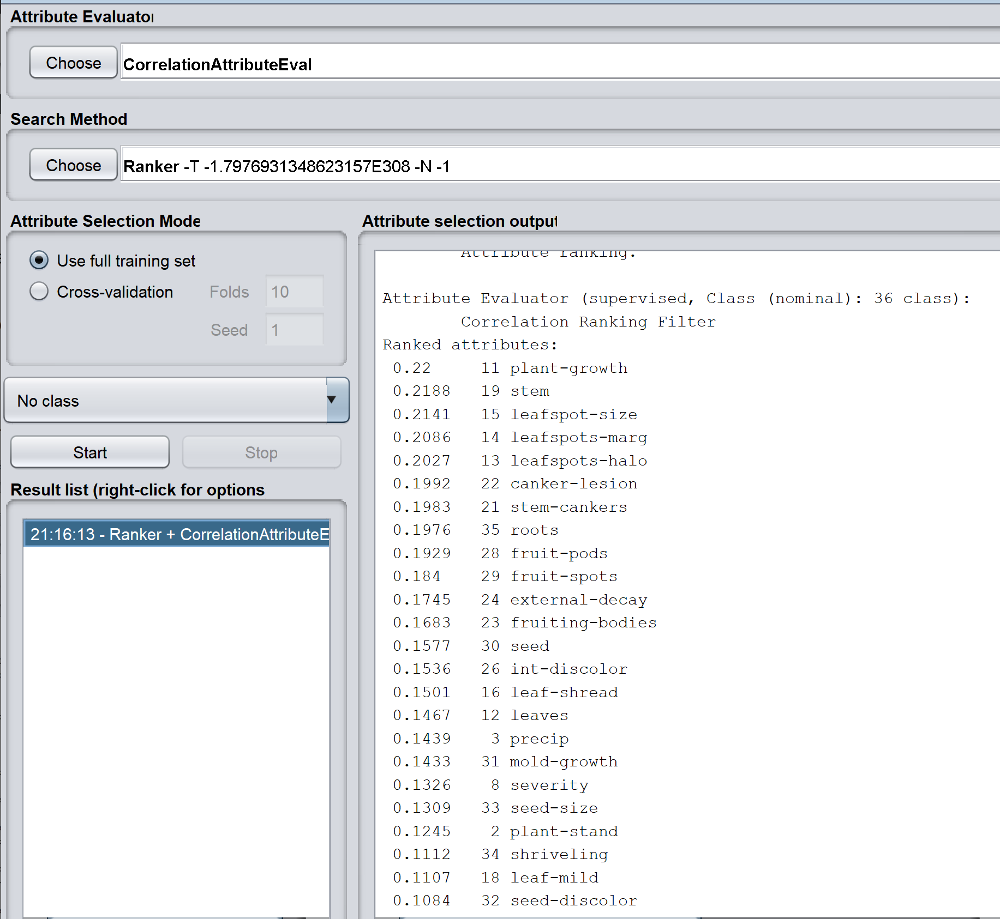 Attribute Evaluator
Choose CorrelationAttributeEval
Search Method
Choose Ranker -T -1.7976931348623157E308 -N -1
Attribute Selection Mode
Use full training set
Cross-validation Folds 10
Seed 1
No class
Start Stop
Result list (right-click for options
21:16:13 - Ranker + CorrelationAttributeE
Attribute selection output
Attribute ranking.
Attribute Evaluator (supervised, Class (nominal): 36 class):
Correlation Ranking Filter
Ranked attributes:
0.22 11 plant-growth
0.2188 19 stem
0.2141 15 leafspot-size
0.2086 14 leafspots-marg
0.2027 13 leafspots-halo
0.1992 22 canker-lesion
0.1983 21 stem-cankers
0.1976 35 roots
0.1929 28 fruit-pods
0.184 29 fruit-spots
0.1745 24 external-decay
0.1683 23 fruiting-bodies
0.1577 30 seed
0.1536 26 int-discolor
0.1501 16 leaf-shread
0.1467 12 leaves
0.1439 3 precip
0.1433 31 mold-growth
0.1326 8 severity
0.1309 33 seed-size
0.1245 2 plant-stand
0.1112 34 shriveling
0.1107 18 leaf-mild
0.1084 32 seed-discolor